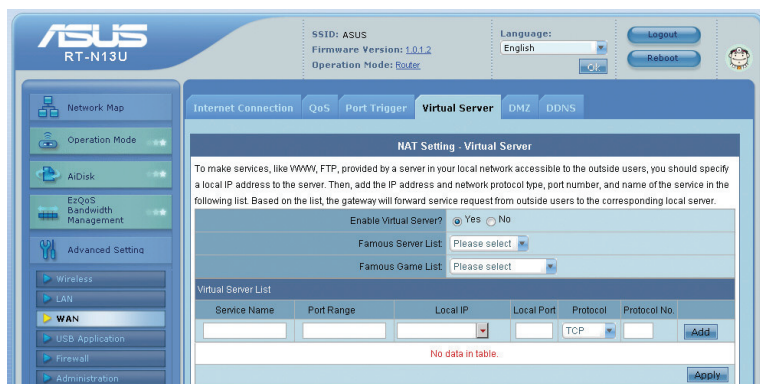 ASUS
RT-N13U
SSID: ASUS
Firmware Version: 1.0.1.2
Operation Mode: Router
Language:
English
OK
Logout
Reboot
Network Map
Operation Mode
AiDisk
EzQoS
Bandwidth
Management
Advanced Setting
Wireless
LAN
WAN
USB Application
Firewall
Administration
Internet Connection QoS Port Trigger Virtual Server DMZ DDNS
NAT Setting - Virtual Server
To make services, like WWW, FTP, provided by a server in your local network accessible to the outside users, you should specify
a local IP address to the server. Then, add the IP address and network protocol type, port number, and name of the service in the
following list. Based on the list, the gateway will forward service request from outside users to the corresponding local server.
Enable Virtual Server? Yes No
Famous Server List: Please select
Famous Game List: Please select
Virtual Server List
Service Name Port Range Local IP Local Port Protocol Protocol No.
TCP Add
No data in table.
Apply